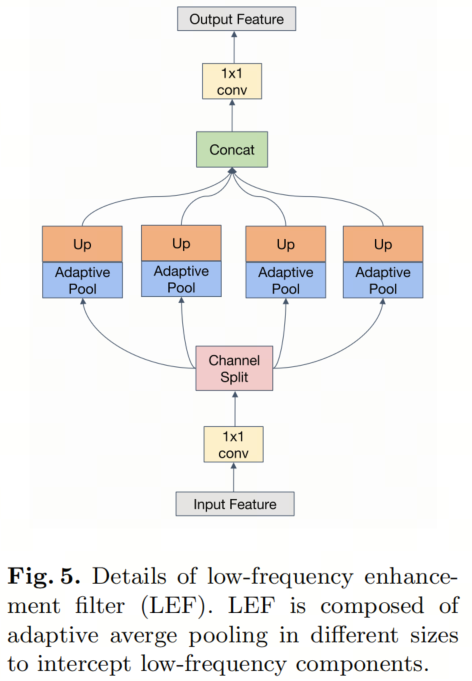 Output Feature
1x1
conv
Concat
Up Up Up Up
Adaptive Adaptive Adaptive Adaptive
Pool Pool Pool Pool
Channel
Split
1x1
conv
Input Feature
Fig. 5. Details of low-frequency enhance-
ment filter (LEF). LEF is composed of
adaptive averge pooling in different sizes
to intercept low-frequency components.